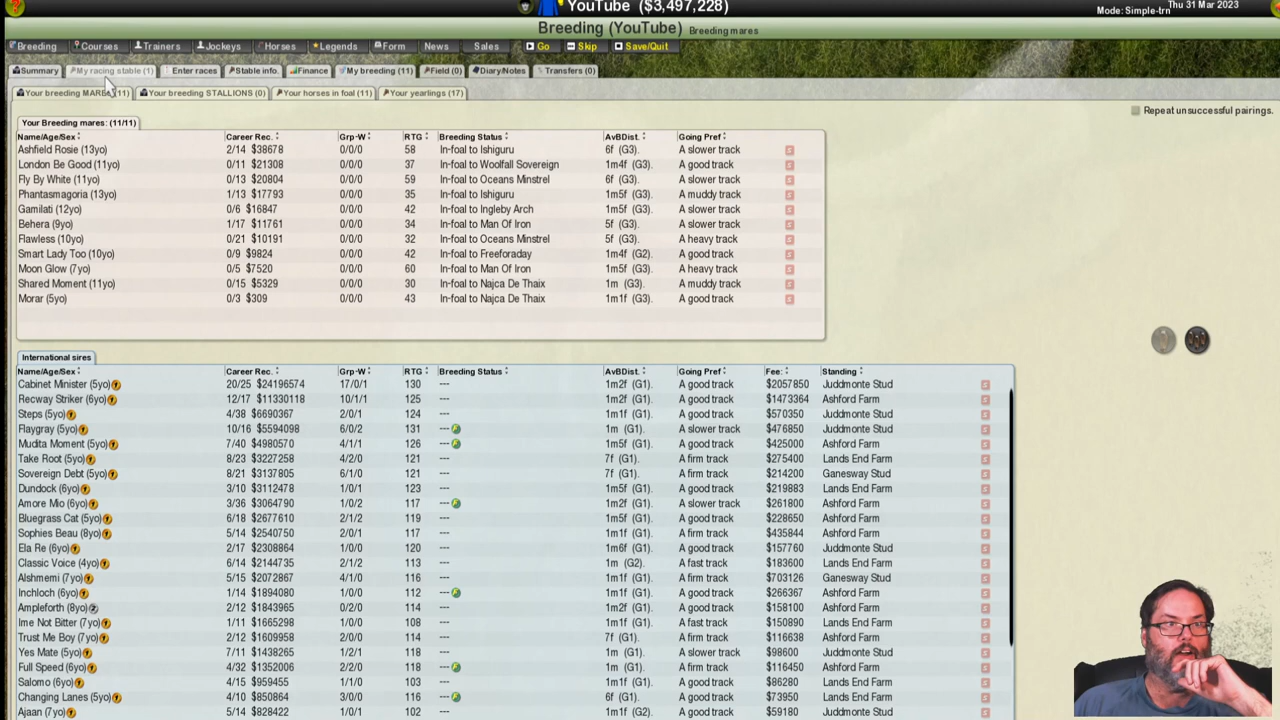 YouTube ($3,497,228)
Mode: Simple-trn Thu 31 Mar 2023
Breeding (YouTube) Breeding mares
Breeding Courses Trainers Jockeys Horses Legends Form News Sales Go Skip Save/Quit
Summary My racing stable (1) Enter races Stable info. Finance My breeding (11) Field (0) Diary/Notes Transfers (0)
Your breeding MARES (11) Your breeding STALLIONS (0) Your horses in foal (11) Your yearlings (17)
Repeat unsuccessful pairings.
Your Breeding mares: (11/11)
Name/Age/Sex Career Rec. Grp-W RTG Breeding Status AvBDist. Going Pref
Ashfield Rosie (13yo) 2/14 $38678 0/0/0 58 In-foal to Ishiguru 6f (G3). A slower track
London Be Good (11yo) 0/11 $21308 0/0/0 37 In-foal to Woolfall Sovereign 1m4f (G3). A good track
Fly By White (11yo) 0/13 $20804 0/0/0 59 In-foal to Oceans Minstrel 6f (G3). A slower track
Phantasmagoria (13yo) 1/13 $17793 0/0/0 35 In-foal to Ishiguru 1m5f (G3). A muddy track
Gamilati (12yo) 0/6 $16847 0/0/0 42 In-foal to Ingleby Arch 1m5f (G3). A slower track
Behera (9yo) 1/17 $11761 0/0/0 34 In-foal to Man Of Iron 5f (G3). A slower track
Flawless (10yo) 0/21 $10191 0/0/0 32 In-foal to Oceans Minstrel 5f (G3). A heavy track
Smart Lady Too (10yo) 0/9 $9824 0/0/0 42 In-foal to Freeforaday 1m4f (G2). A good track
Moon Glow (7yo) 0/5 $7520 0/0/0 60 In-foal to Man Of Iron 1m5f (G3). A heavy track
Shared Moment (11yo) 0/15 $5329 0/0/0 30 In-foal to Najca De Thaix 1m (G3). A muddy track
Morar (5yo) 0/3 $309 0/0/0 43 In-foal to Najca De Thaix 1m1f (G3). A good track
International sires
Name/Age/Sex Career Rec. Grp-W RTG Breeding Status AvBDist. Going Pref Fee: Standing
Cabinet Minister (5yo) 20/25 $24196574 17/0/1 130 --- 1m2f (G1). A good track $2057850 Juddmonte Stud
Recway Striker (6yo) 12/17 $11330118 10/1/1 125 --- 1m2f (G1). A good track $1473364 Ashford Farm
Steps (5yo) 4/38 $6690367 2/0/1 124 --- 1m1f (G1). A good track $570350 Juddmonte Stud
Flaygray (5yo) 10/16 $5594098 6/0/2 131 --- 1m (G1). A slower track $476850 Juddmonte Stud
Mudita Moment (5yo) 7/40 $4980570 4/1/1 126 --- 1m5f (G1). A good track $425000 Ashford Farm
Take Root (5yo) 8/23 $3227258 4/2/0 121 --- 7f (G1). A firm track $275400 Lands End Farm
Sovereign Debt (5yo) 8/21 $3137805 6/1/0 121 --- 7f (G1). A firm track $214200 Ganesway Stud
Dundock (6yo) 3/10 $3112478 1/0/1 123 --- 1m5f (G1). A good track $219883 Lands End Farm
Amore Mio (6yo) 3/36 $3064790 1/0/2 117 --- 1m2f (G1). A slower track $261800 Ashford Farm
Bluegrass Cat (5yo) 6/18 $2677610 2/1/2 119 --- 1m5f (G1). A good track $228650 Ashford Farm
Sophies Beau (8yo) 5/14 $2540750 2/0/1 117 --- 1m1f (G1). A firm track $435844 Ashford Farm
Ela Re (6yo) 2/17 $2308864 1/0/0 120 --- 1m6f (G1). A good track $157760 Juddmonte Stud
Classic Voice (4yo) 6/14 $2144735 2/1/2 113 --- 1m (G2). A fast track $183600 Lands End Farm
Alshmemi (7yo) 5/15 $2072867 4/1/0 116 --- 1m1f (G1). A firm track $703126 Ganesway Stud
Inchloch (6yo) 1/14 $1894080 1/0/0 112 --- 1m1f (G1). A good track $266367 Ashford Farm
Ampleforth (8yo) 2/12 $1843965 0/2/0 114 --- 1m2f (G1). A good track $158100 Ashford Farm
Ime Not Bitter (7yo) 1/11 $1665298 1/0/0 108 --- 1m1f (G1). A fast track $150890 Lands End Farm
Trust Me Boy (7yo) 2/12 $1609958 2/0/0 114 --- 7f (G1). A firm track $116638 Ashford Farm
Yes Mate (5yo) 7/11 $1438265 1/2/1 118 --- 1m (G1). A slower track $98600 Juddmonte Stud
Full Speed (6yo) 4/32 $1352006 2/2/0 118 --- 1m (G1). A firm track $116450 Ashford Farm
Salomo (6yo) 4/15 $959455 1/1/0 103 --- 1m1f (G1). A good track $86280 Lands End Farm
Changing Lanes (5yo) 4/10 $850864 3/0/0 116 --- 6f (G1). A good track $73950 Lands End Farm
Ajaan (7yo) 5/14 $828422 1/0/1 102 --- 1m1f (G2). A good track $59180 Juddmonte Stud